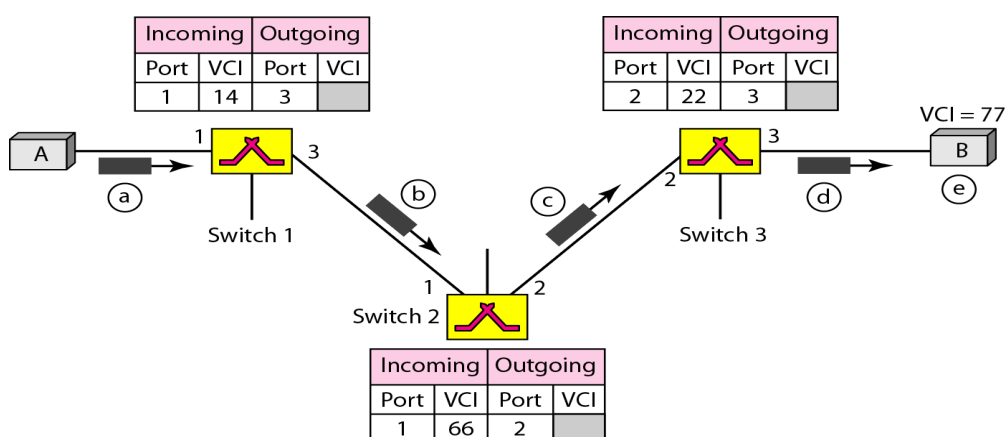 Incoming Outgoing
Port VCI Port VCI
1 14 3
Incoming Outgoing
Port VCI Port VCI
2 22 3
VCI = 77
A
1
3
3
B
a
b
c
2
d
e
Switch 1
Switch 3
1
2
Switch 2
Incoming Outgoing
Port VCI Port VCI
1 66 2